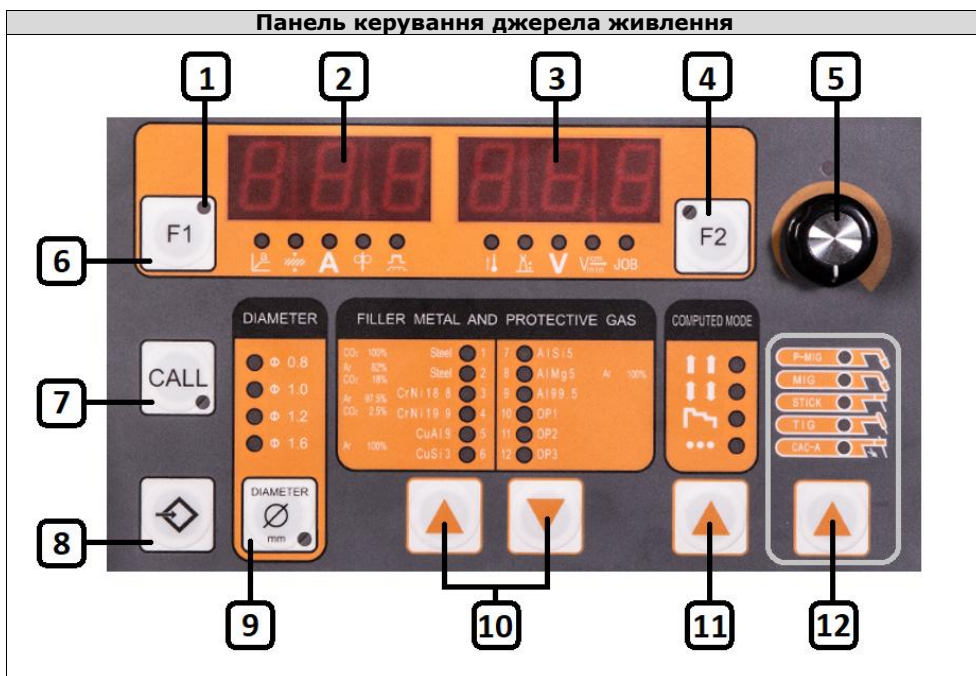 Панель керування джерела живлення
1 2 3 4 5
F1
F2
6
A
V
V cm/min
JOB
DIAMETER
Φ 0.8
Φ 1.0
Φ 1.2
Φ 1.6
FILLER METAL AND PROTECTIVE GAS
CO₂ 100% Steel 1
Ar 82% CO₂ 18% Steel 2
Ar 97.5% CrNi18 8 3
CO₂ 2.5% CrNi19 9 4
CuAl9 5
Ar 100% CuSi3 6
7 AlSi5
8 AlMg5 Ar 100%
9 Al99.5
10 OP1
11 OP2
12 OP3
COMPUTED MODE
P-MIG
MIG
STICK
TIG
CAC-A
CALL
7
8
DIAMETER
Ø
mm
9 10 11 12